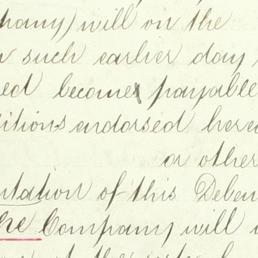 pany) will on the
such earlier day
ed becomes payable
itions endorsed here
or other
ntation of this Deben
the Company will